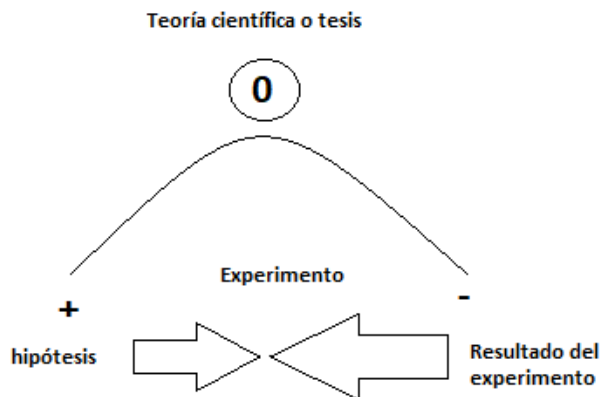 Teoría científica o tesis
0
Experimento
+
-
hipótesis
Resultado del
experimento